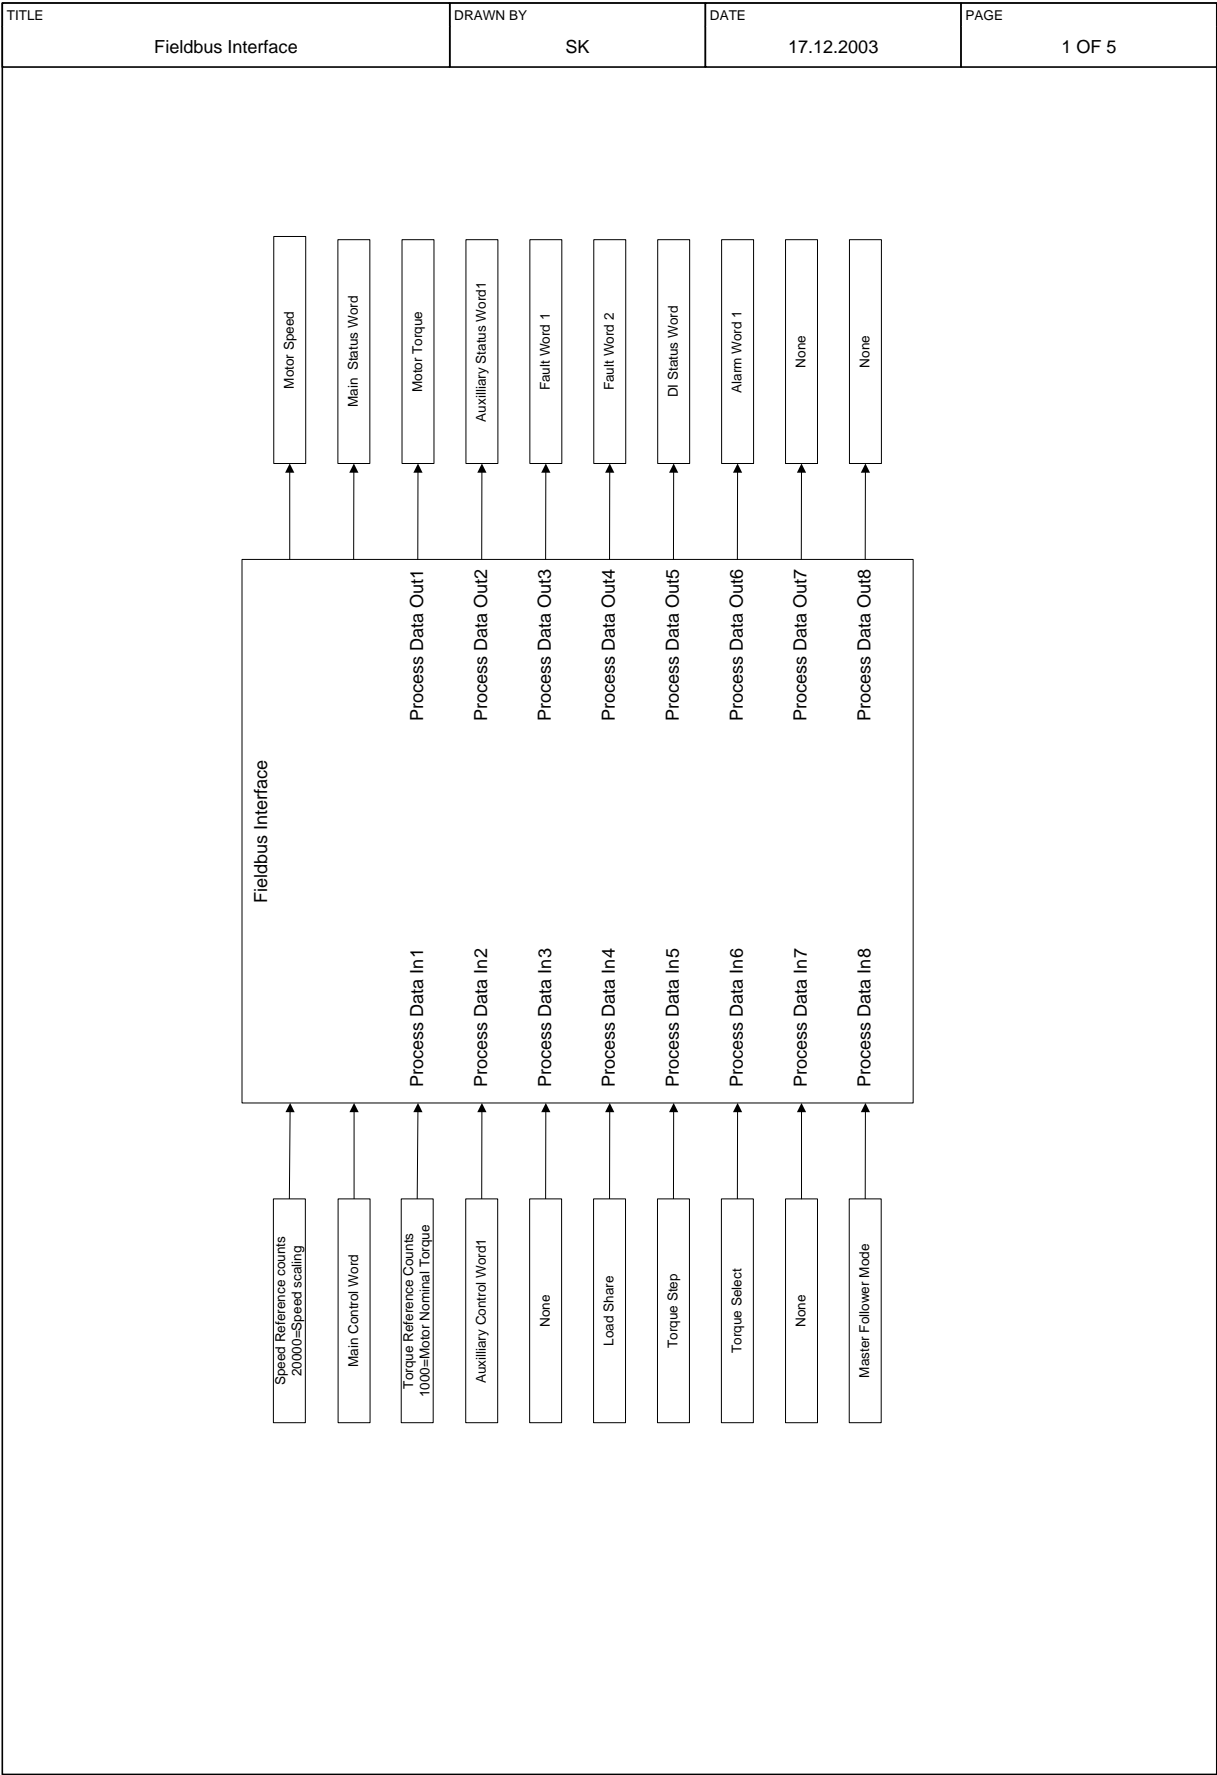 TITLE
Fieldbus Interface
DRAWN BY
SK
DATE
17.12.2003
PAGE
1 OF 5
Motor Speed
Main Status Word
Motor Torque
Auxilliary Status Word1
Fault Word 1
Fault Word 2
DI Status Word
Alarm Word 1
None
None
Fieldbus Interface
Process Data Out1
Process Data Out2
Process Data Out3
Process Data Out4
Process Data Out5
Process Data Out6
Process Data Out7
Process Data Out8
Process Data In1
Process Data In2
Process Data In3
Process Data In4
Process Data In5
Process Data In6
Process Data In7
Process Data In8
Speed Reference counts
20000=Speed scaling
Main Control Word
Torque Reference Counts
1000=Motor Nominal Torque
Auxilliary Control Word1
None
Load Share
Torque Step
Torque Select
None
Master Follower Mode